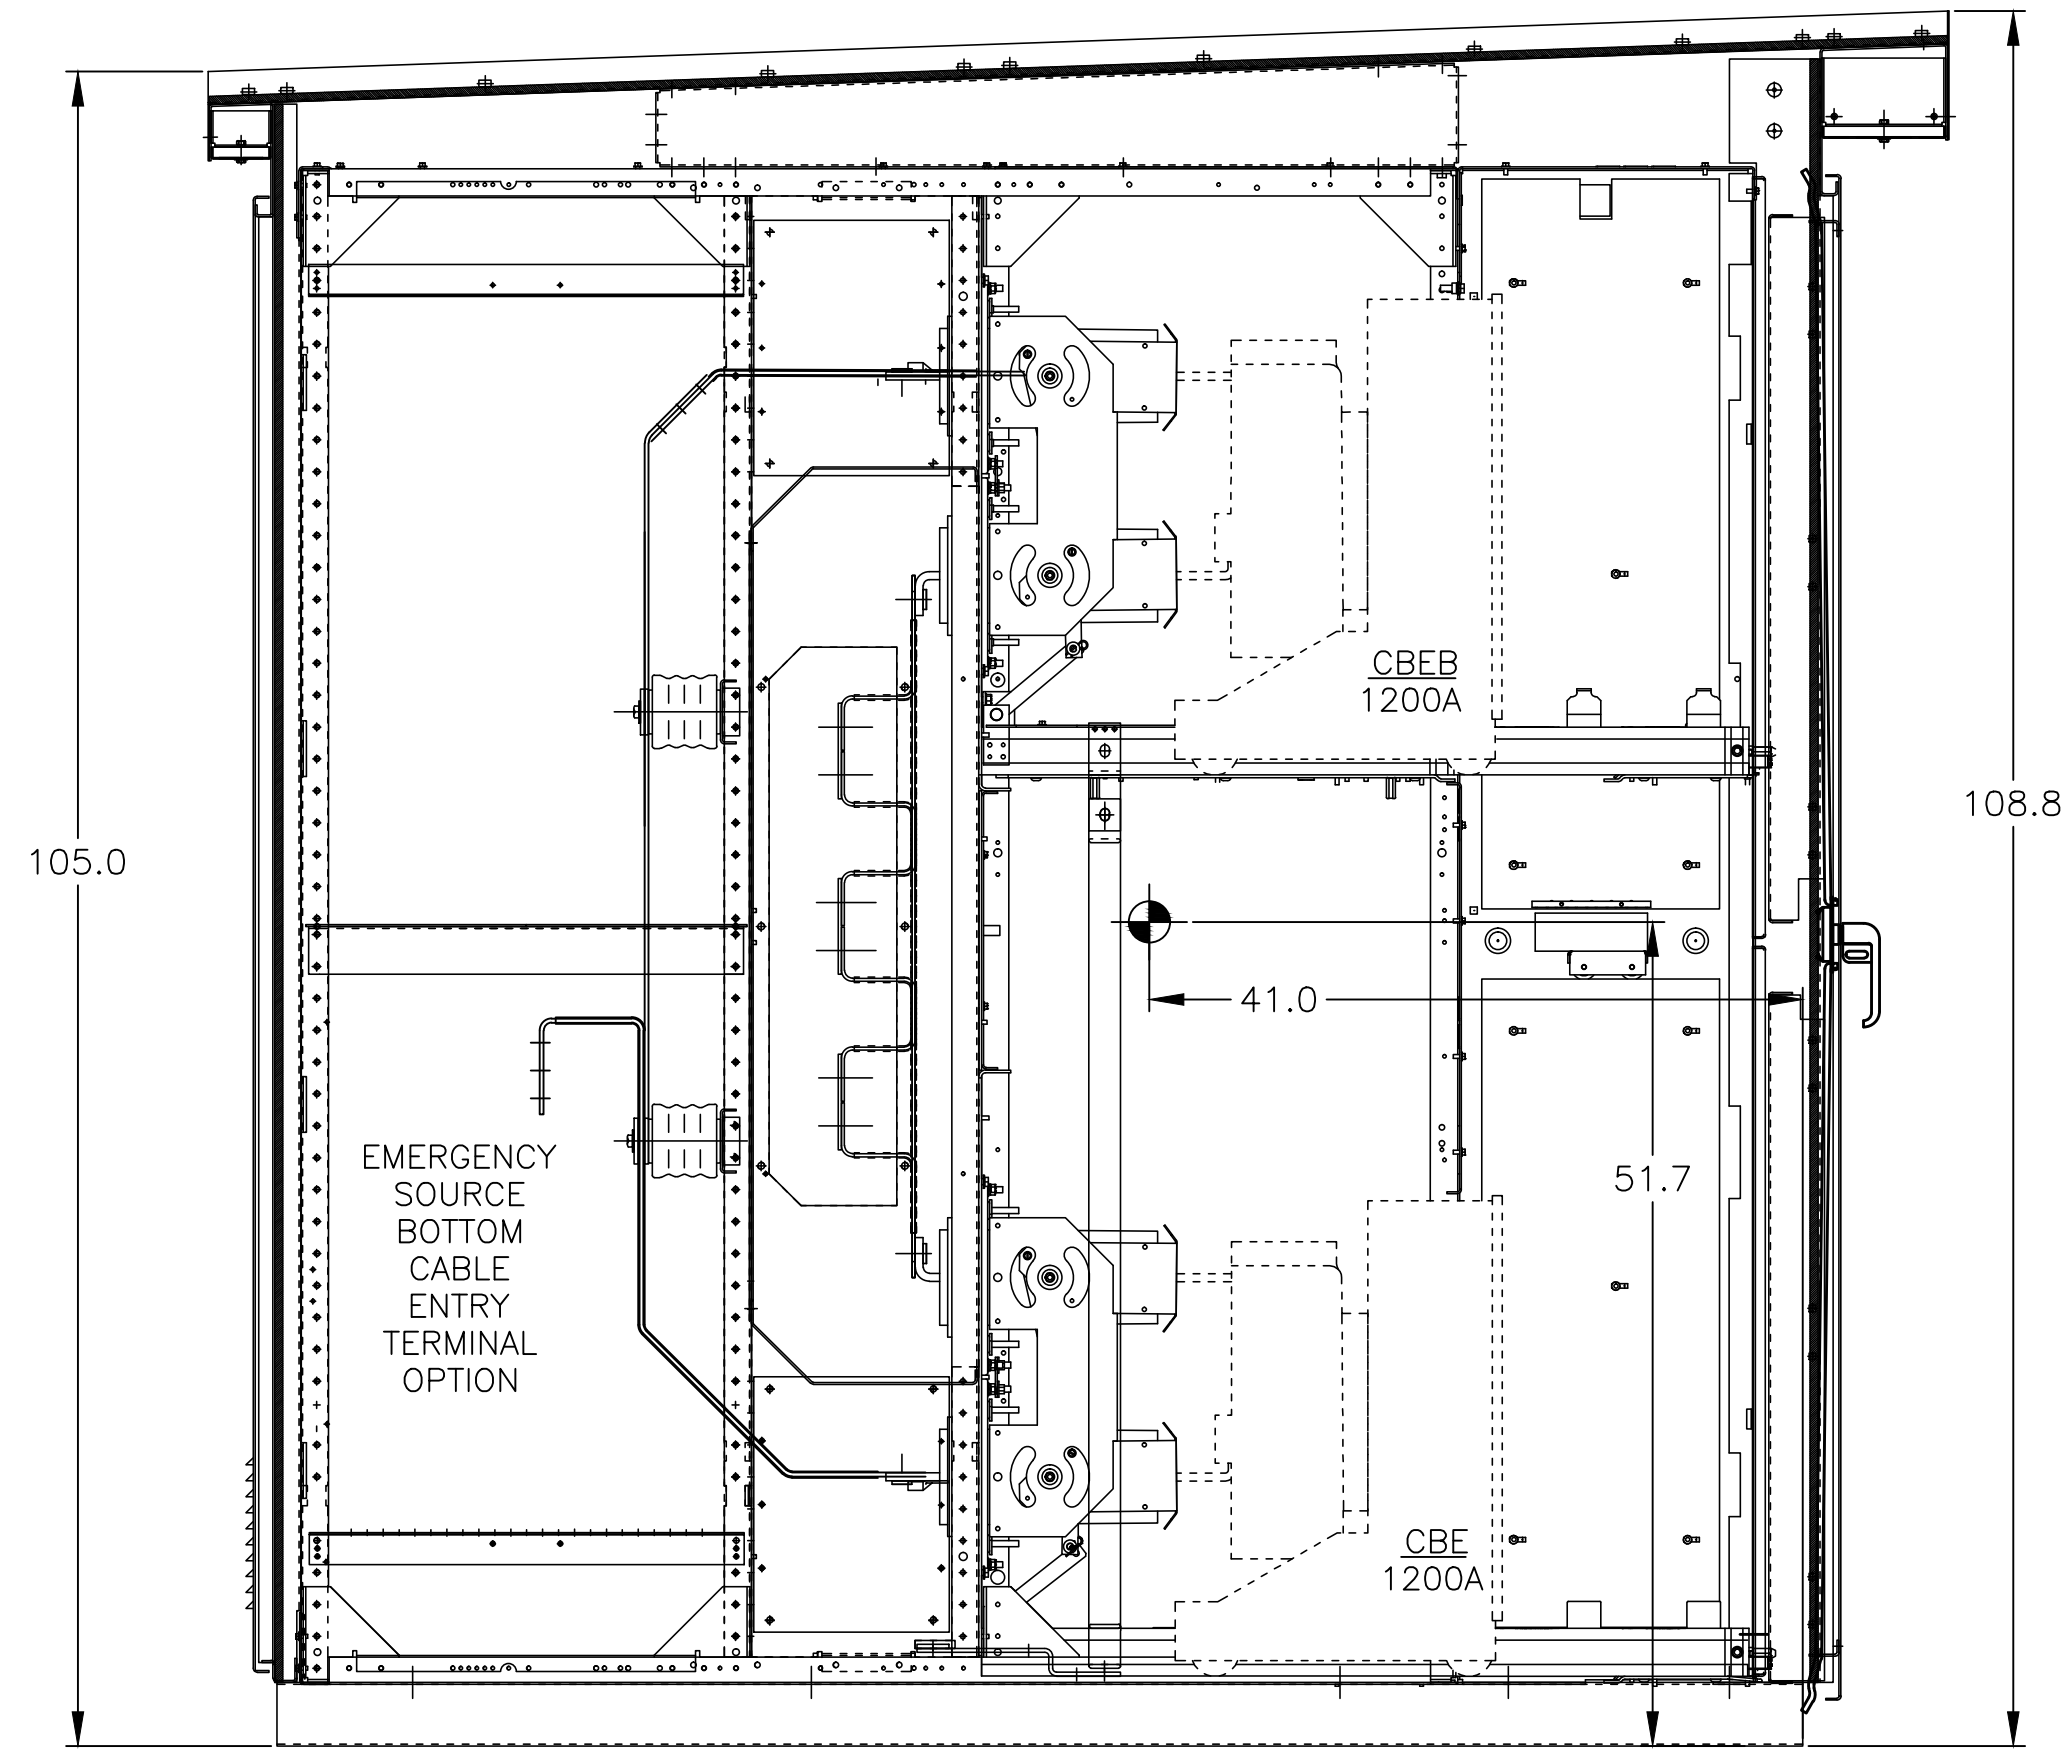 CBEB
1200A
108.8
105.0
41.0
51.7
EMERGENCY
SOURCE
BOTTOM
CABLE
ENTRY
TERMINAL
OPTION
CBE
1200A